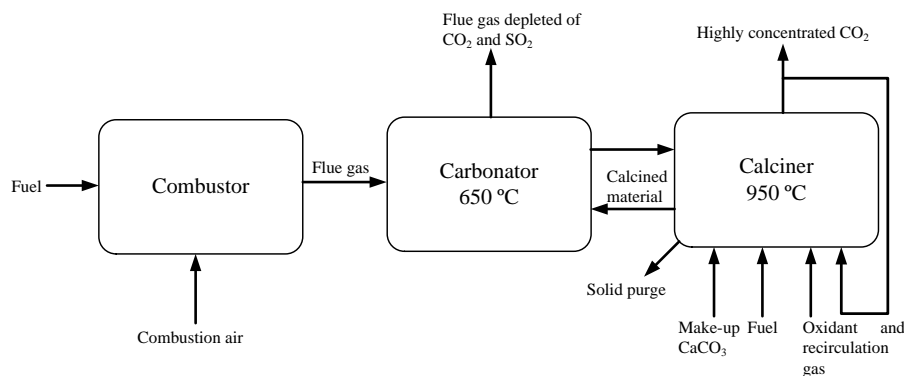 Flue gas depleted of
CO₂ and SO₂
Highly concentrated CO₂
Fuel
Combustor
Flue gas
Carbonator
650 ºC
Calcined
material
Calciner
950 ºC
Combustion air
Solid purge
Make-up
CaCO₃
Fuel
Oxidant and
recirculation
gas